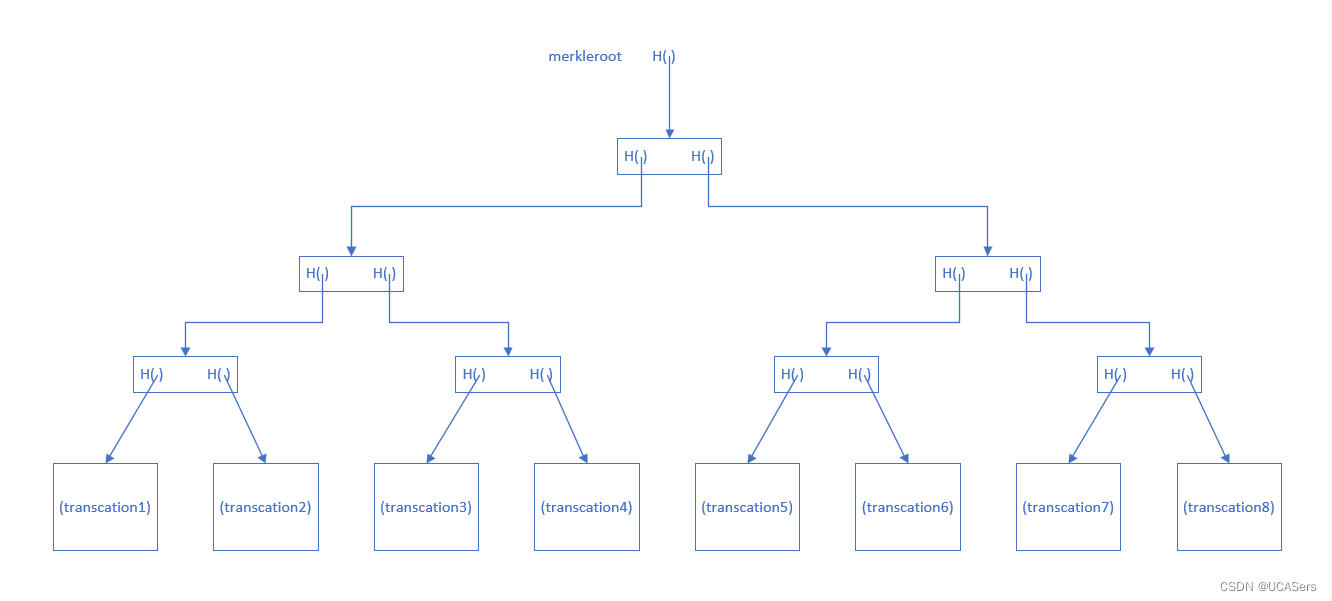 merkleroot H(,)
H(,) H(,)
H(,) H(,) H(,) H(,)
H(,) H(,) H(,) H(,) H(,) H(,) H(,) H(,)
(transcation1) (transcation2) (transcation3) (transcation4) (transcation5) (transcation6) (transcation7) (transcation8)
CSDN @UCASers